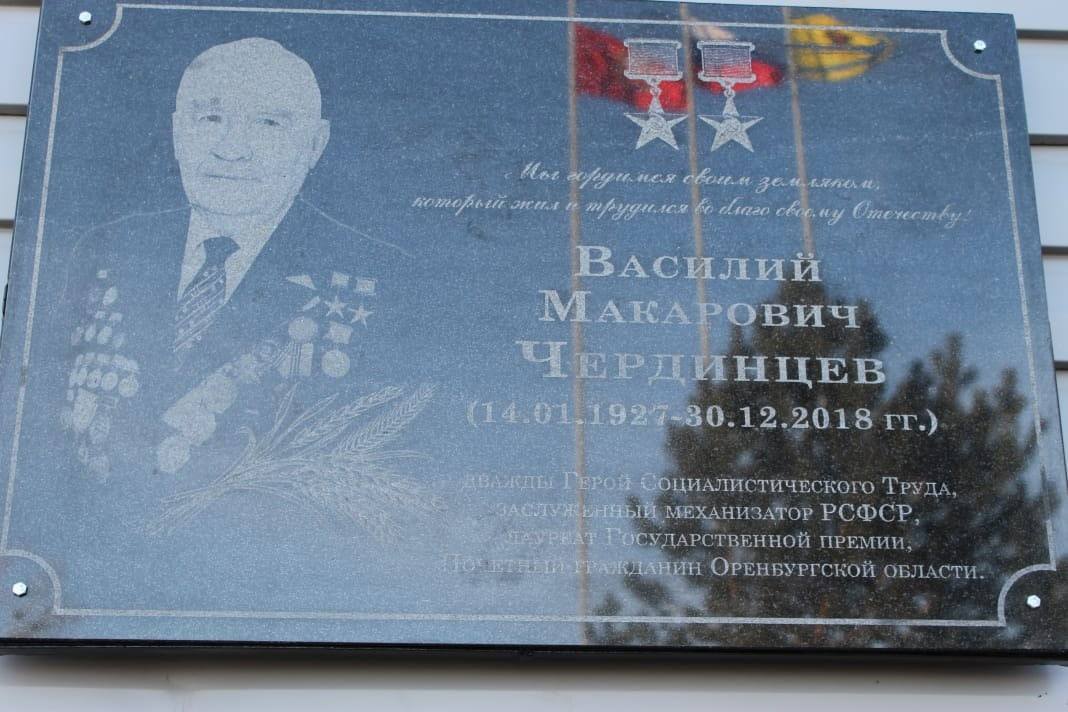 Мы гордимся своим земляком,
который жил и трудился во благо своему Отечеству!
Василий
Макарович
Чердинцев
(14.01.1927-30.12.2018 гг.)
дважды Герой Социалистического Труда,
заслуженный механизатор РСФСР,
лауреат Государственной премии,
Почетный гражданин Оренбургской области.